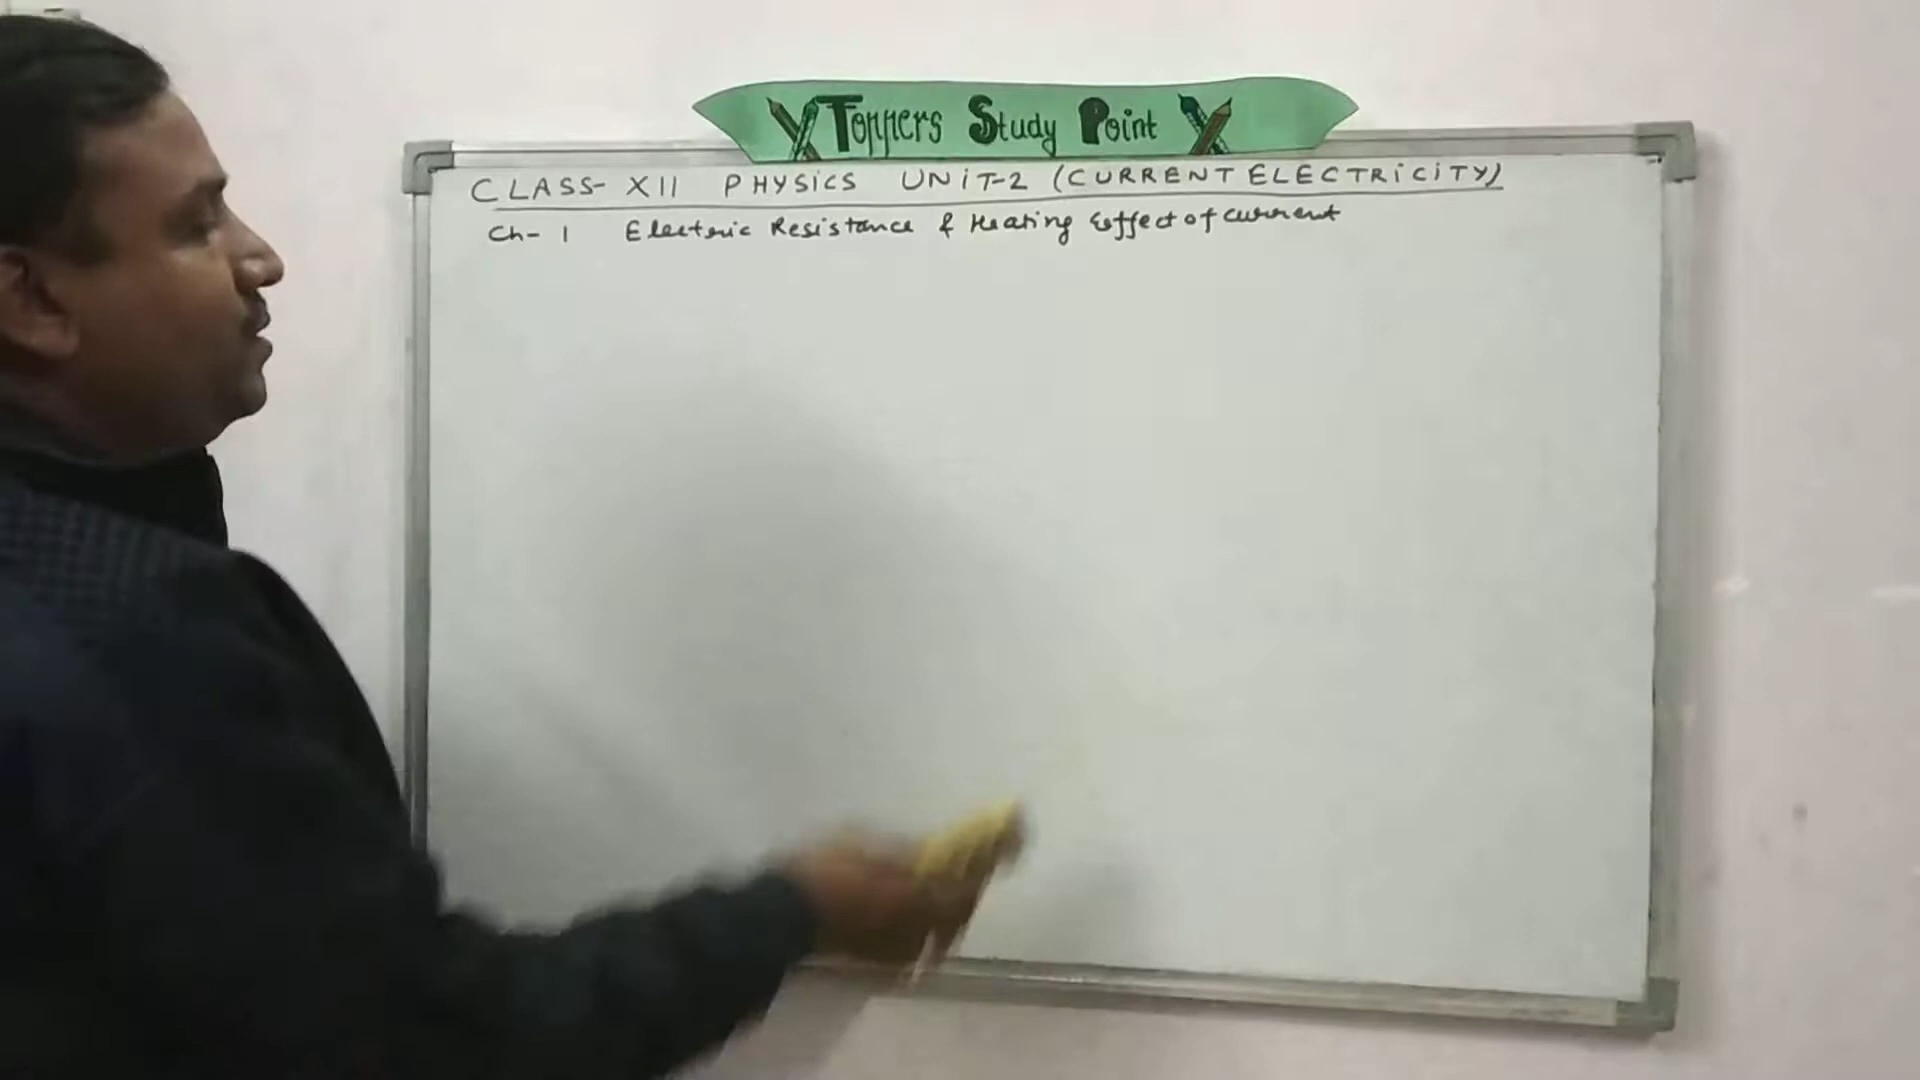 Toppers Study Point
CLASS- XII PHYSICS UNIT-2 (CURRENT ELECTRICITY)
Ch- 1 Electric Resistance & Heating Effect of current